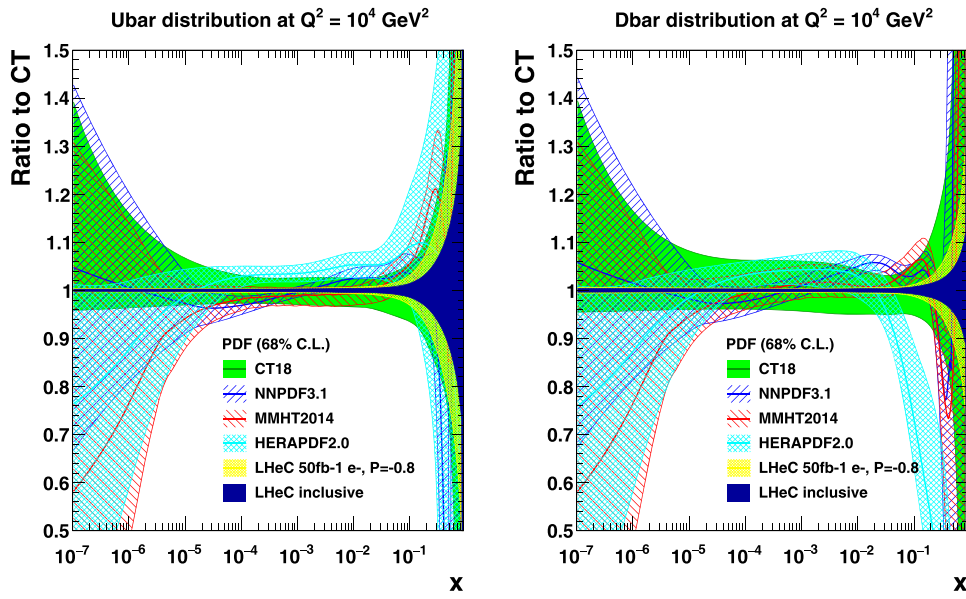 Ubar distribution at Q² = 10⁴ GeV²
Ratio to CT
1.5
1.4
1.3
1.2
1.1
1
0.9
0.8
0.7
0.6
0.5
PDF (68% C.L.)
CT18
NNPDF3.1
MMHT2014
HERAPDF2.0
LHeC 50fb-1 e-, P=-0.8
LHeC inclusive
10⁻⁷ 10⁻⁶ 10⁻⁵ 10⁻⁴ 10⁻³ 10⁻² 10⁻¹
x
Dbar distribution at Q² = 10⁴ GeV²
Ratio to CT
1.5
1.4
1.3
1.2
1.1
1
0.9
0.8
0.7
0.6
0.5
PDF (68% C.L.)
CT18
NNPDF3.1
MMHT2014
HERAPDF2.0
LHeC 50fb-1 e-, P=-0.8
LHeC inclusive
10⁻⁷ 10⁻⁶ 10⁻⁵ 10⁻⁴ 10⁻³ 10⁻² 10⁻¹
x